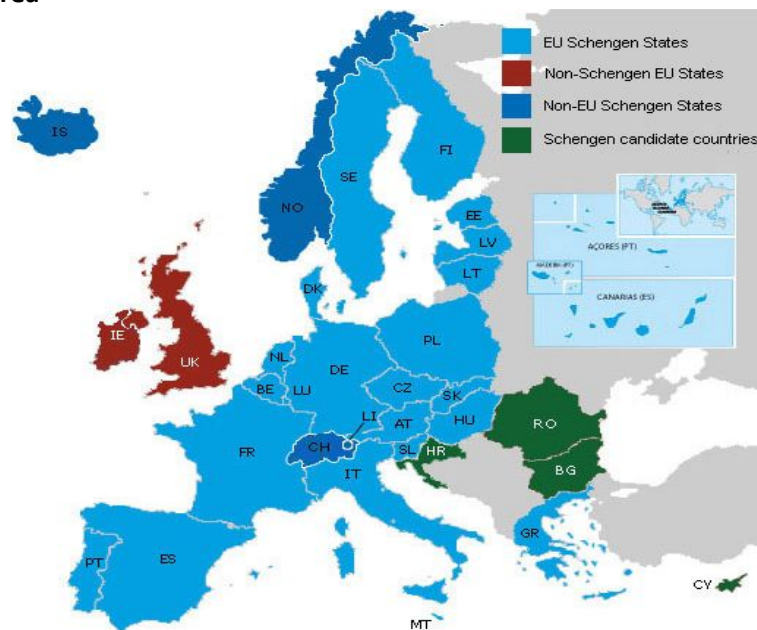 EU Schengen States
Non-Schengen EU States
Non-EU Schengen States
Schengen candidate countries
IS
FI
SE
NO
EE
LV
LT
AÇORES (PT)
MADEIRA (PT)
CANARIAS (ES)
DK
IE
UK
NL
DE
PL
BE
LU
CZ
SK
LI
AT
HU
FR
CH
SL
HR
RO
IT
BG
PT
ES
GR
CY
MT